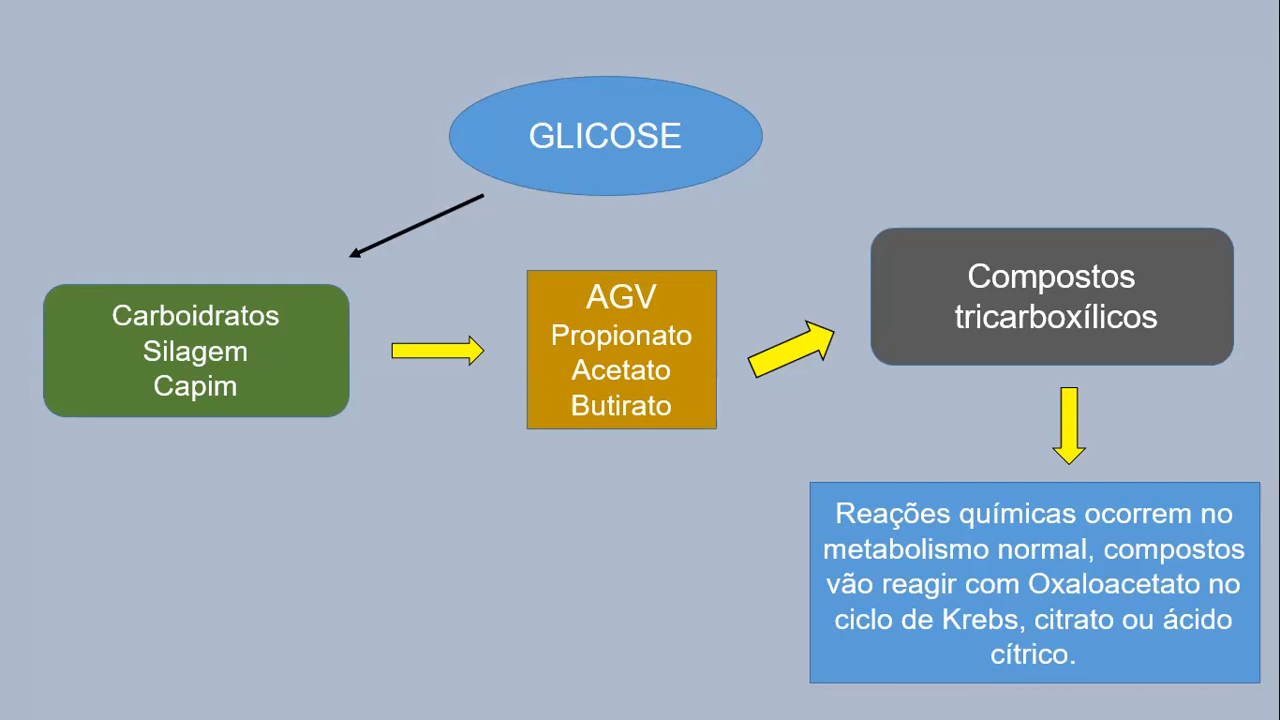 GLICOSE
Carboidratos
Silagem
Capim
AGV
Propionato
Acetato
Butirato
Compostos
tricarboxílicos
Reações químicas ocorrem no
metabolismo normal, compostos
vão reagir com Oxaloacetato no
ciclo de Krebs, citrato ou ácido
cítrico.